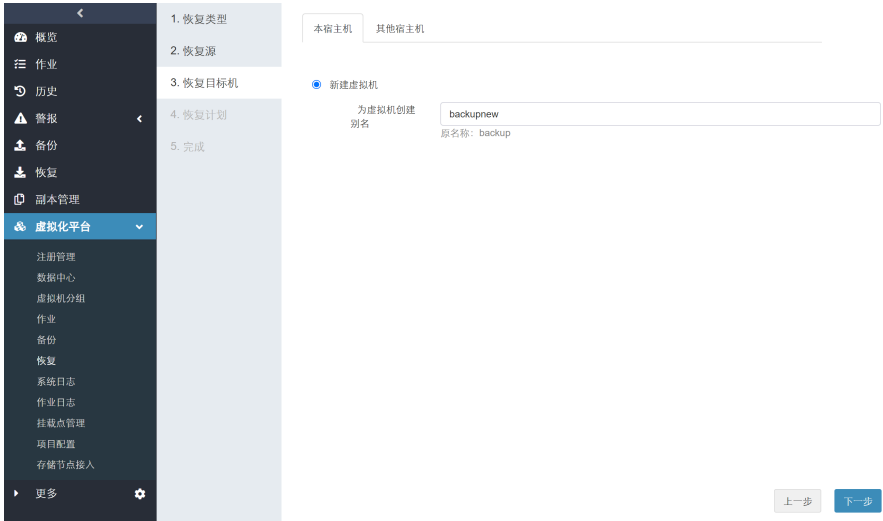 概览
作业
历史
警报
备份
恢复
副本管理
虚拟化平台
注册管理
数据中心
虚拟机分组
作业
备份
恢复
系统日志
作业日志
挂载点管理
项目配置
存储节点接入
更多
1. 恢复类型
2. 恢复源
3. 恢复目标机
4. 恢复计划
5. 完成
本宿主机
其他宿主机
新建虚拟机
为虚拟机创建
别名
backupnew
原名称：backup
上一步
下一步